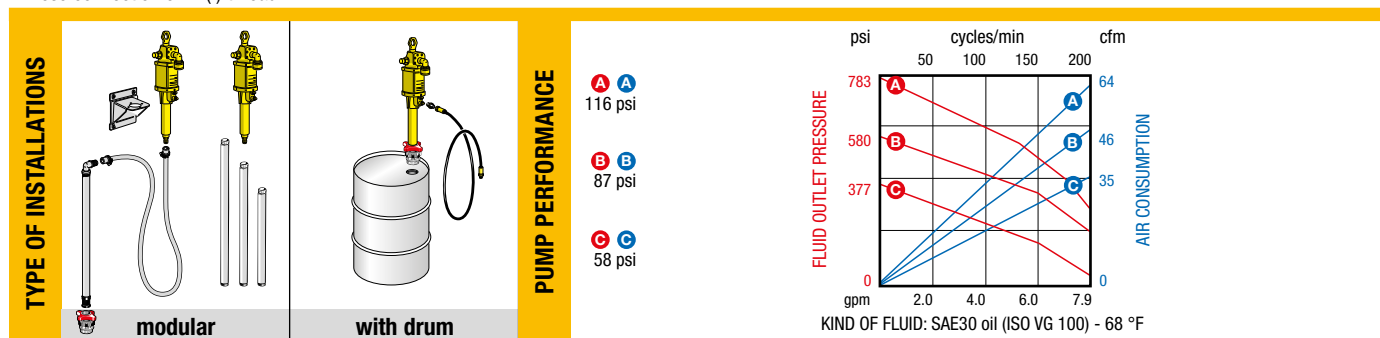 TYPE OF INSTALLATIONS
modular
with drum
PUMP PERFORMANCE
A A
116 psi
B B
87 psi
C C
58 psi
psi cycles/min cfm
50 100 150 200
783 64
580 46
377 35
0 0
A A
B B
C C
FLUID OUTLET PRESSURE
AIR CONSUMPTION
gpm 2.0 4.0 6.0 7.9
KIND OF FLUID: SAE30 oil (ISO VG 100) - 68 °F